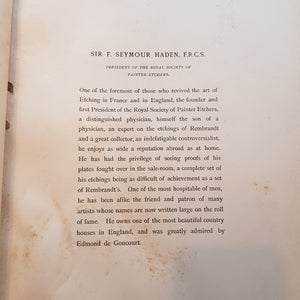 SIR F. SEYMOUR HADEN, F.R.C.S.
PRESIDENT OF THE ROYAL SOCIETY OF
PAINTER ETCHERS.
One of the foremost of those who revived the art of
Etching in France and in England, the founder and
first President of the Royal Society of Painter Etchers,
a distinguished physician, himself the son of a
physician, an expert on the etchings of Rembrandt
and a great collector, an indefatigable controversialist,
he enjoys as wide a reputation abroad as at home.
He has had the privilege of seeing proofs of his
plates fought over in the sale-room, a complete set of
his etchings being as difficult of achievement as a set
of Rembrandt's. One of the most hospitable of men,
he has been alike the friend and patron of many
artists whose names are now written large on the roll
of fame. He owns one of the most beautiful country
houses in England, and was greatly admired by
Edmond de Goncourt.